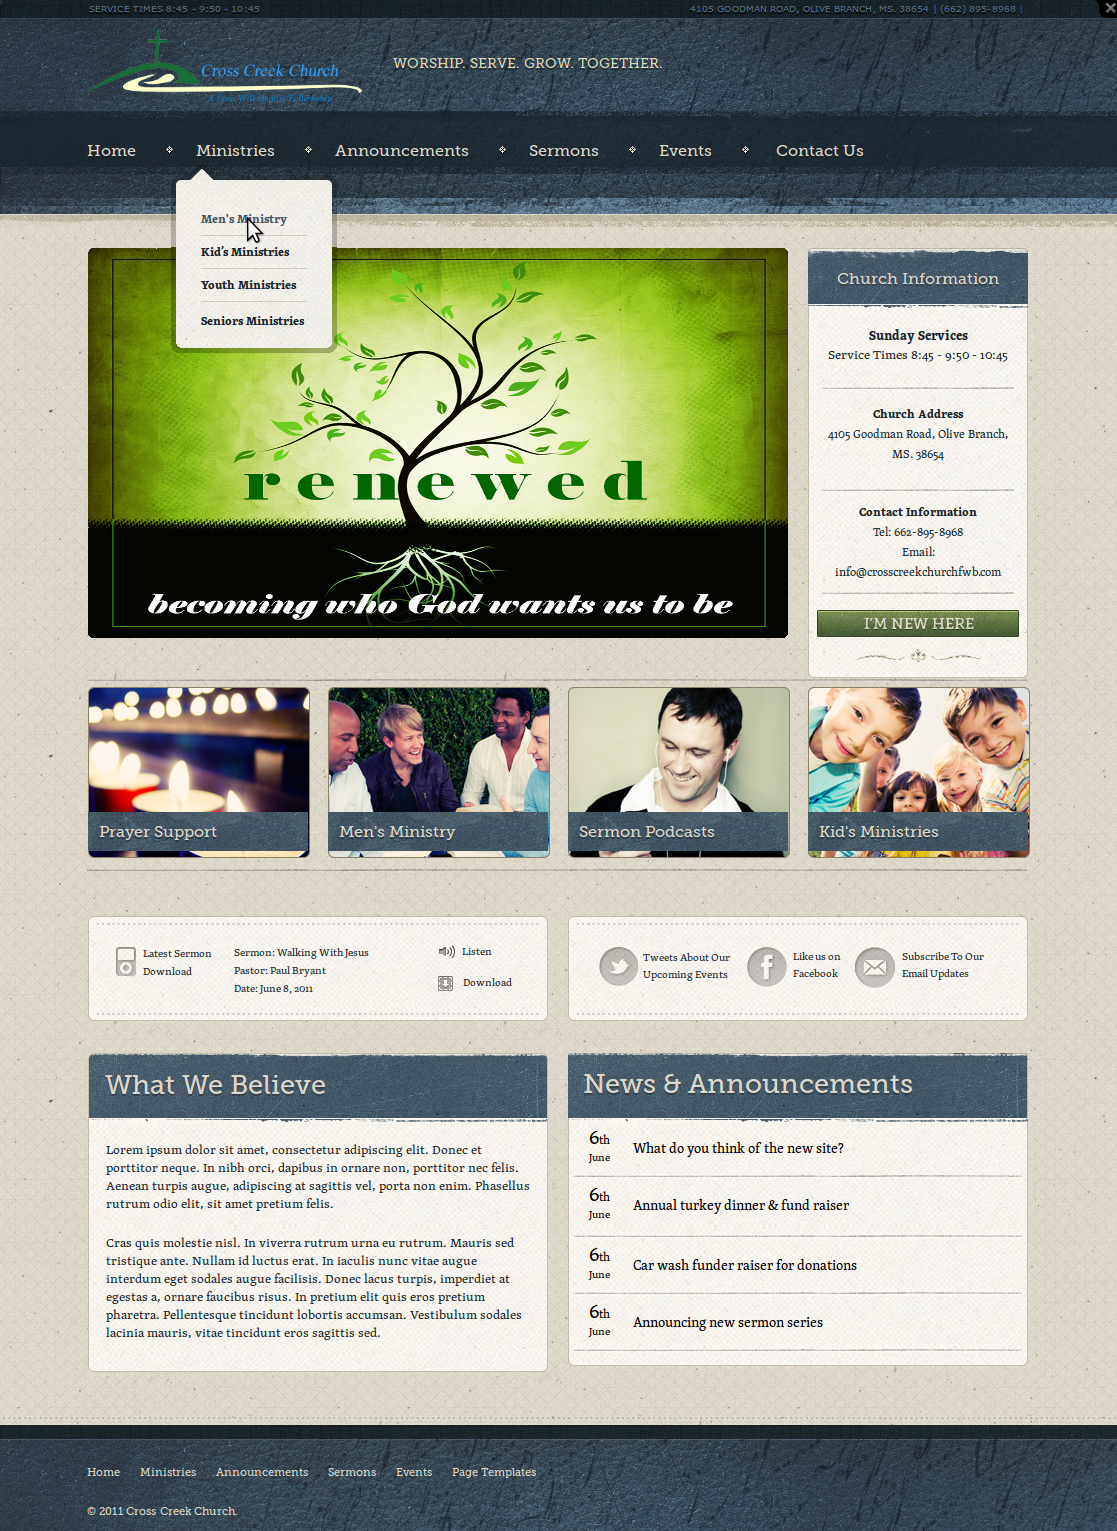 SERVICE TIMES 8:45 - 9:50 - 10:45
4105 GOODMAN ROAD, OLIVE BRANCH, MS. 38654 | (662) 895-8968 |
Cross Creek Church
A Free Will Baptist Fellowship
WORSHIP. SERVE. GROW. TOGETHER.
Home
Ministries
Announcements
Sermons
Events
Contact Us
Men's Ministry
Kid's Ministries
Youth Ministries
Seniors Ministries
renewed
becoming who God wants us to be
Church Information
Sunday Services
Service Times 8:45 - 9:50 - 10:45
Church Address
4105 Goodman Road, Olive Branch,
MS. 38654
Contact Information
Tel: 662-895-8968
Email:
info@crosscreekchurchfwb.com
I'M NEW HERE
Prayer Support
Men's Ministry
Sermon Podcasts
Kid's Ministries
Latest Sermon
Download
Sermon: Walking With Jesus
Pastor: Paul Bryant
Date: June 8, 2011
Listen
Download
Tweets About Our
Upcoming Events
Like us on
Facebook
Subscribe To Our
Email Updates
What We Believe
Lorem ipsum dolor sit amet, consectetur adipiscing elit. Donec et
porttitor neque. In nibh orci, dapibus in ornare non, porttitor nec felis.
Aenean turpis augue, adipiscing at sagittis vel, porta non enim. Phasellus
rutrum odio elit, sit amet pretium felis.
Cras quis molestie nisl. In viverra rutrum urna eu rutrum. Mauris sed
tristique ante. Nullam id luctus erat. In iaculis nunc vitae augue
interdum eget sodales augue facilisis. Donec lacus turpis, imperdiet at
egestas a, ornare faucibus risus. In pretium elit quis eros pretium
pharetra. Pellentesque tincidunt lobortis accumsan. Vestibulum sodales
lacinia mauris, vitae tincidunt eros sagittis sed.
News & Announcements
6th
June
What do you think of the new site?
6th
June
Annual turkey dinner & fund raiser
6th
June
Car wash funder raiser for donations
6th
June
Announcing new sermon series
Home
Ministries
Announcements
Sermons
Events
Page Templates
© 2011 Cross Creek Church.